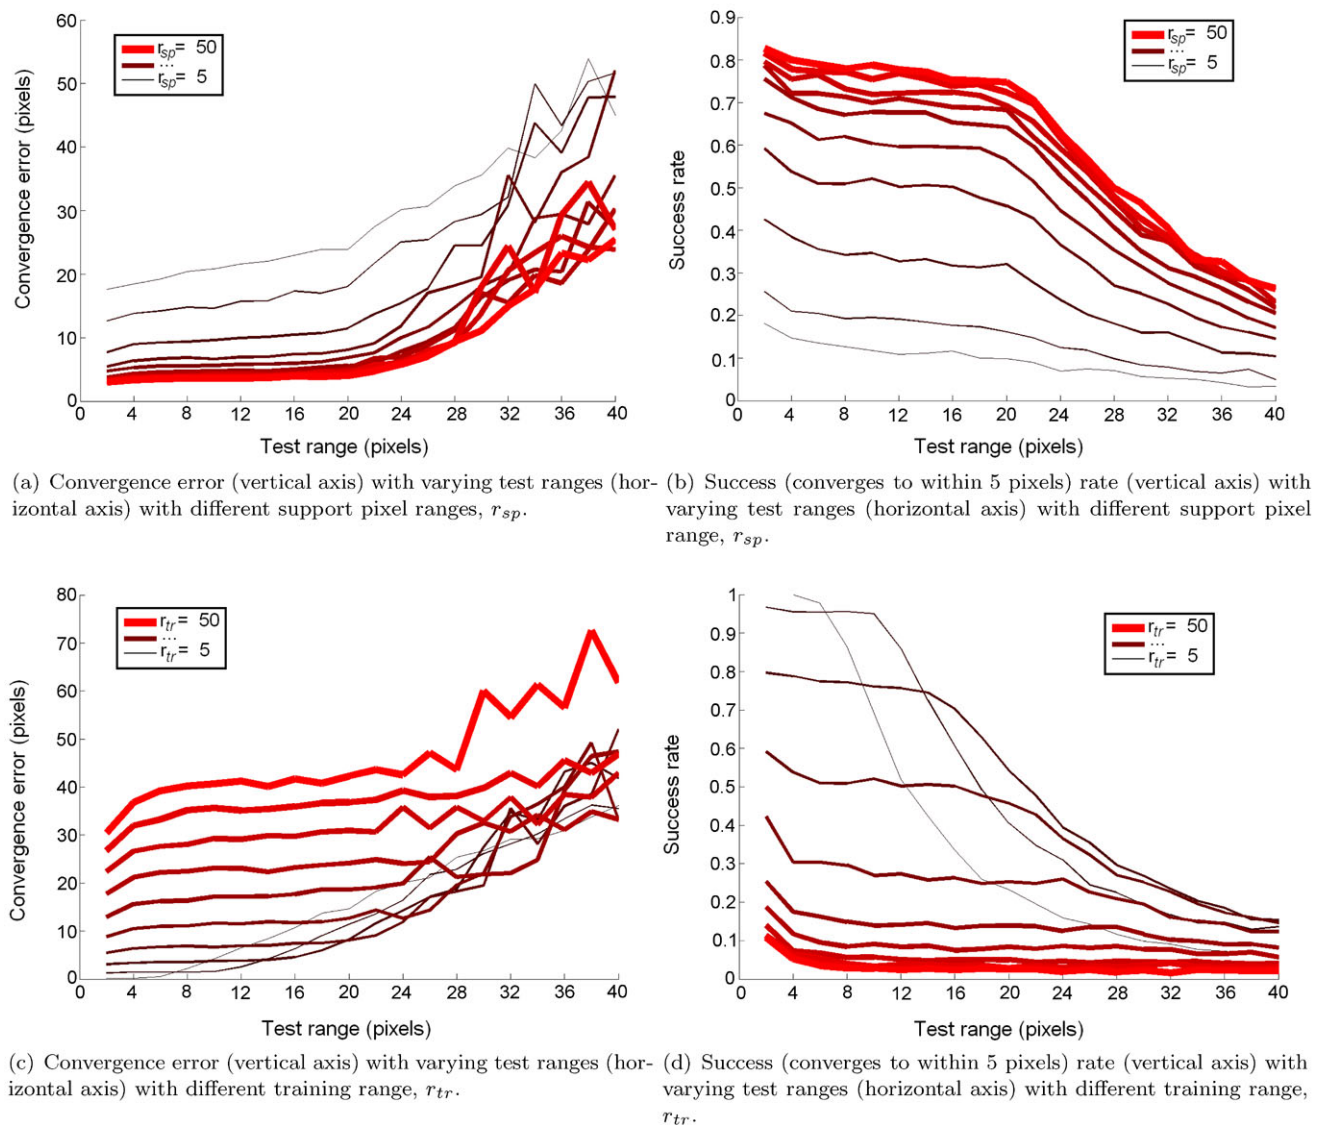 Convergence error (pixels)
60
50
40
30
20
10
0
r_sp= 50
...
r_sp= 5
0 4 8 12 16 20 24 28 32 36 40
Test range (pixels)
Success rate
0.9
0.8
0.7
0.6
0.5
0.4
0.3
0.2
0.1
0
r_sp= 50
...
r_sp= 5
0 4 8 12 16 20 24 28 32 36 40
Test range (pixels)
(a) Convergence error (vertical axis) with varying test ranges (hor-
izontal axis) with different support pixel ranges, r_sp.
(b) Success (converges to within 5 pixels) rate (vertical axis) with
varying test ranges (horizontal axis) with different support pixel
range, r_sp.
Convergence error (pixels)
80
70
60
50
40
30
20
10
0
r_tr= 50
...
r_tr= 5
0 4 8 12 16 20 24 28 32 36 40
Test range (pixels)
Success rate
1
0.9
0.8
0.7
0.6
0.5
0.4
0.3
0.2
0.1
0
r_tr= 50
...
r_tr= 5
0 4 8 12 16 20 24 28 32 36 40
Test range (pixels)
(c) Convergence error (vertical axis) with varying test ranges (hor-
izontal axis) with different training range, r_tr.
(d) Success (converges to within 5 pixels) rate (vertical axis) with
varying test ranges (horizontal axis) with different training range,
r_tr.